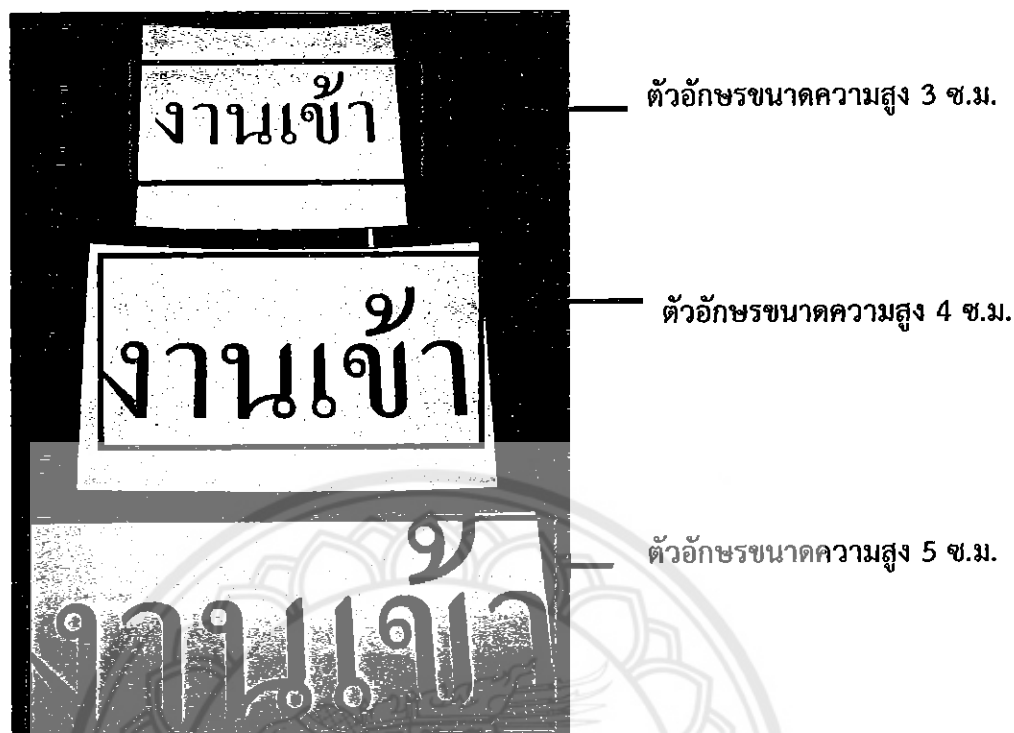 งานเข้า
ตัวอักษรขนาดความสูง 3 ซ.ม.
งานเข้า
ตัวอักษรขนาดความสูง 4 ซ.ม.
งานเข้า
ตัวอักษรขนาดความสูง 5 ซ.ม.